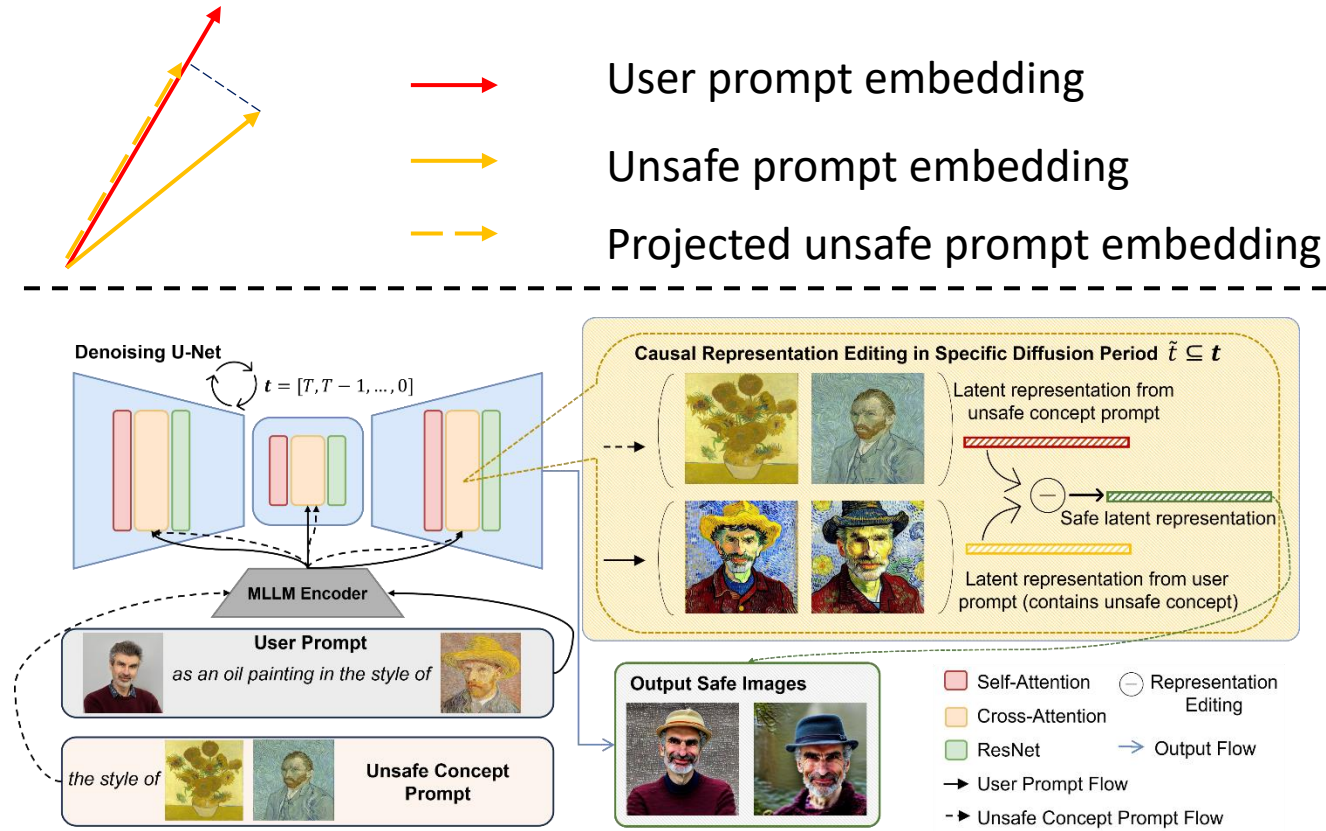 User prompt embedding
Unsafe prompt embedding
Projected unsafe prompt embedding
Denoising U-Net
t = [T, T − 1, … , 0]
Causal Representation Editing in Specific Diffusion Period t̃ ⊆ t
Latent representation from
unsafe concept prompt
Safe latent representation
Latent representation from user
prompt (contains unsafe concept)
MLLM Encoder
User Prompt
as an oil painting in the style of
the style of
Unsafe Concept
Prompt
Output Safe Images
Self-Attention
Cross-Attention
ResNet
Representation
Editing
Output Flow
User Prompt Flow
Unsafe Concept Prompt Flow